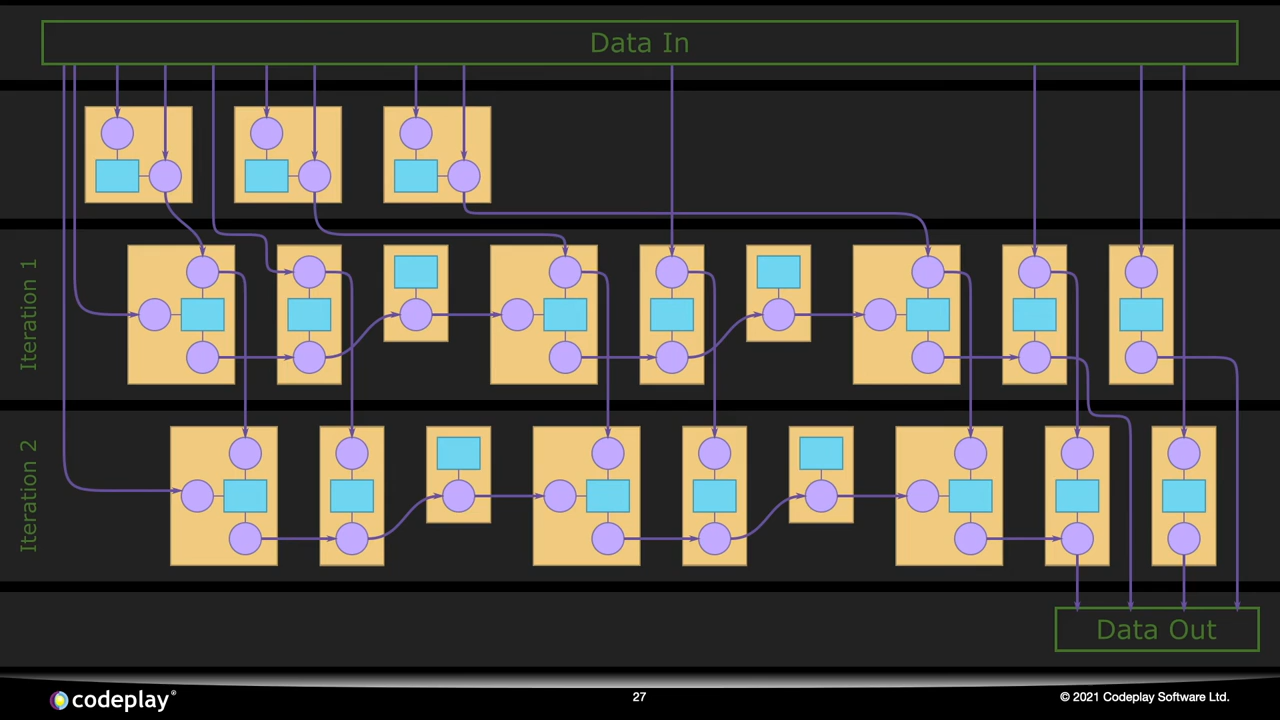 Data In
Iteration 1
Iteration 2
Data Out
codeplay®
27
© 2021 Codeplay Software Ltd.